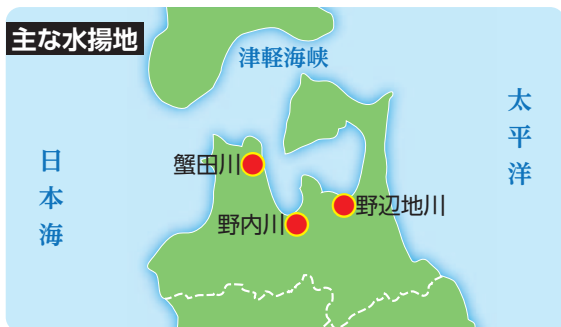 主な水揚地
津軽海峡
太平洋
日本海
蟹田川
野辺地川
野内川